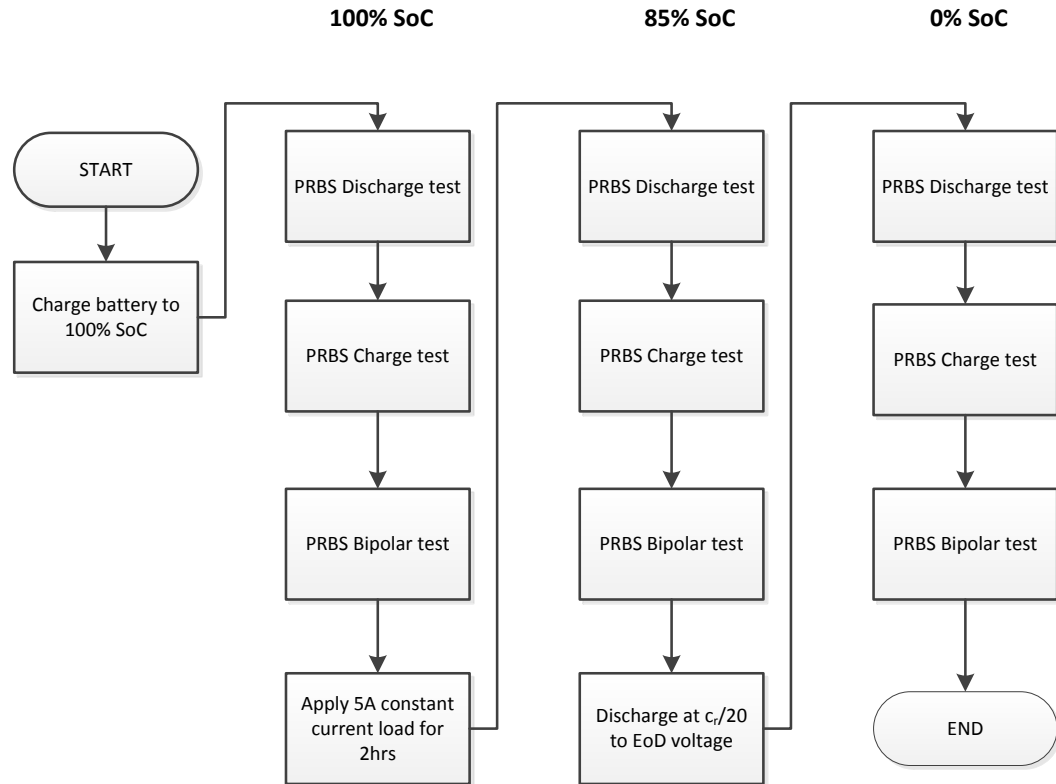 100% SoC
85% SoC
0% SoC
START
Charge battery to
100% SoC
PRBS Discharge test
PRBS Charge test
PRBS Bipolar test
Apply 5A constant
current load for
2hrs
PRBS Discharge test
PRBS Charge test
PRBS Bipolar test
Discharge at cᵣ/20
to EoD voltage
PRBS Discharge test
PRBS Charge test
PRBS Bipolar test
END